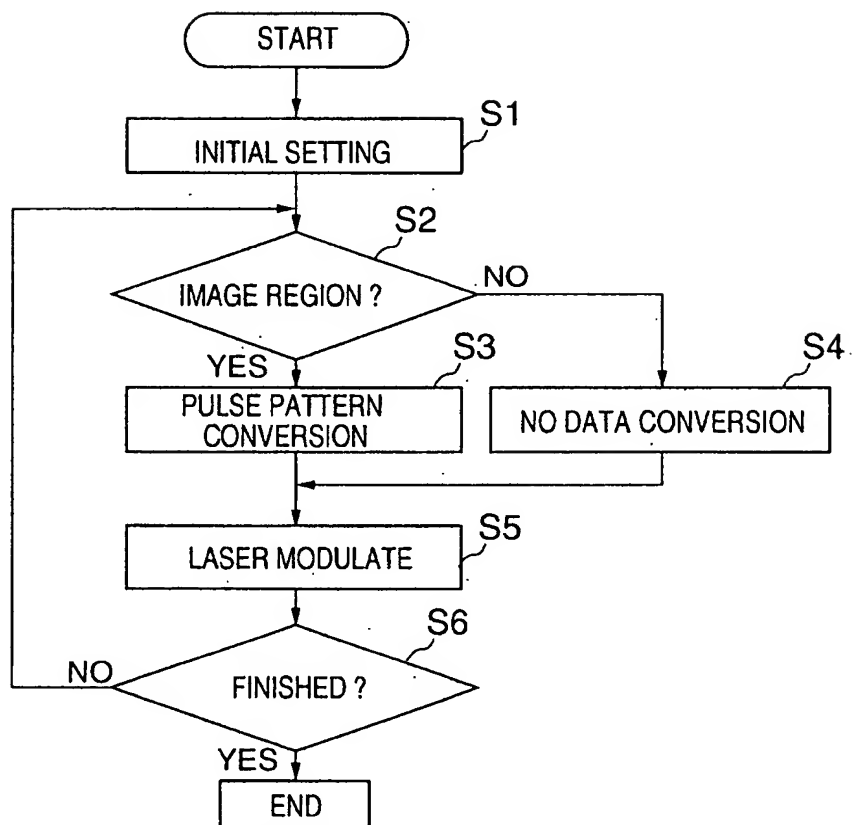 START
S1
INITIAL SETTING
S2
IMAGE REGION ?
NO
YES
S3
S4
PULSE PATTERN
CONVERSION
NO DATA CONVERSION
S5
LASER MODULATE
S6
NO
FINISHED ?
YES
END